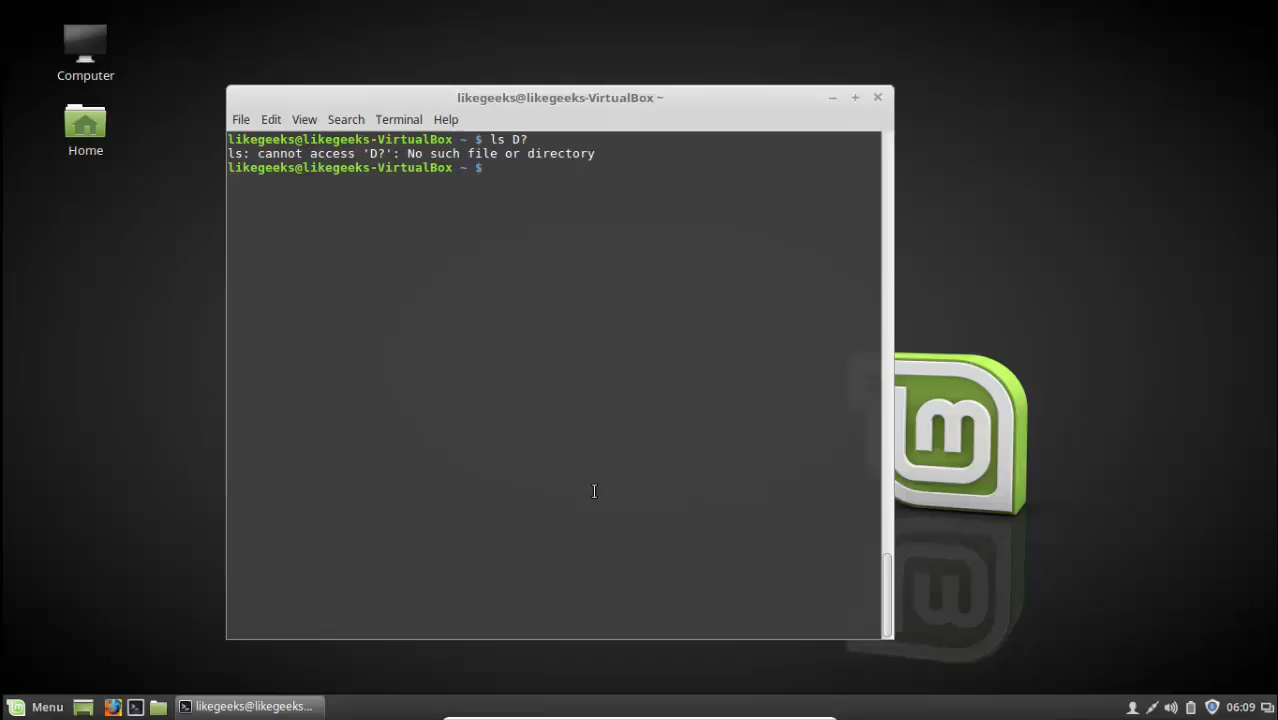 Computer
Home
likegeeks@likegeeks-VirtualBox ~
File Edit View Search Terminal Help
likegeeks@likegeeks-VirtualBox ~ $ ls D?
ls: cannot access 'D?': No such file or directory
likegeeks@likegeeks-VirtualBox ~ $
Menu
likegeeks@likegeeks...
06:09